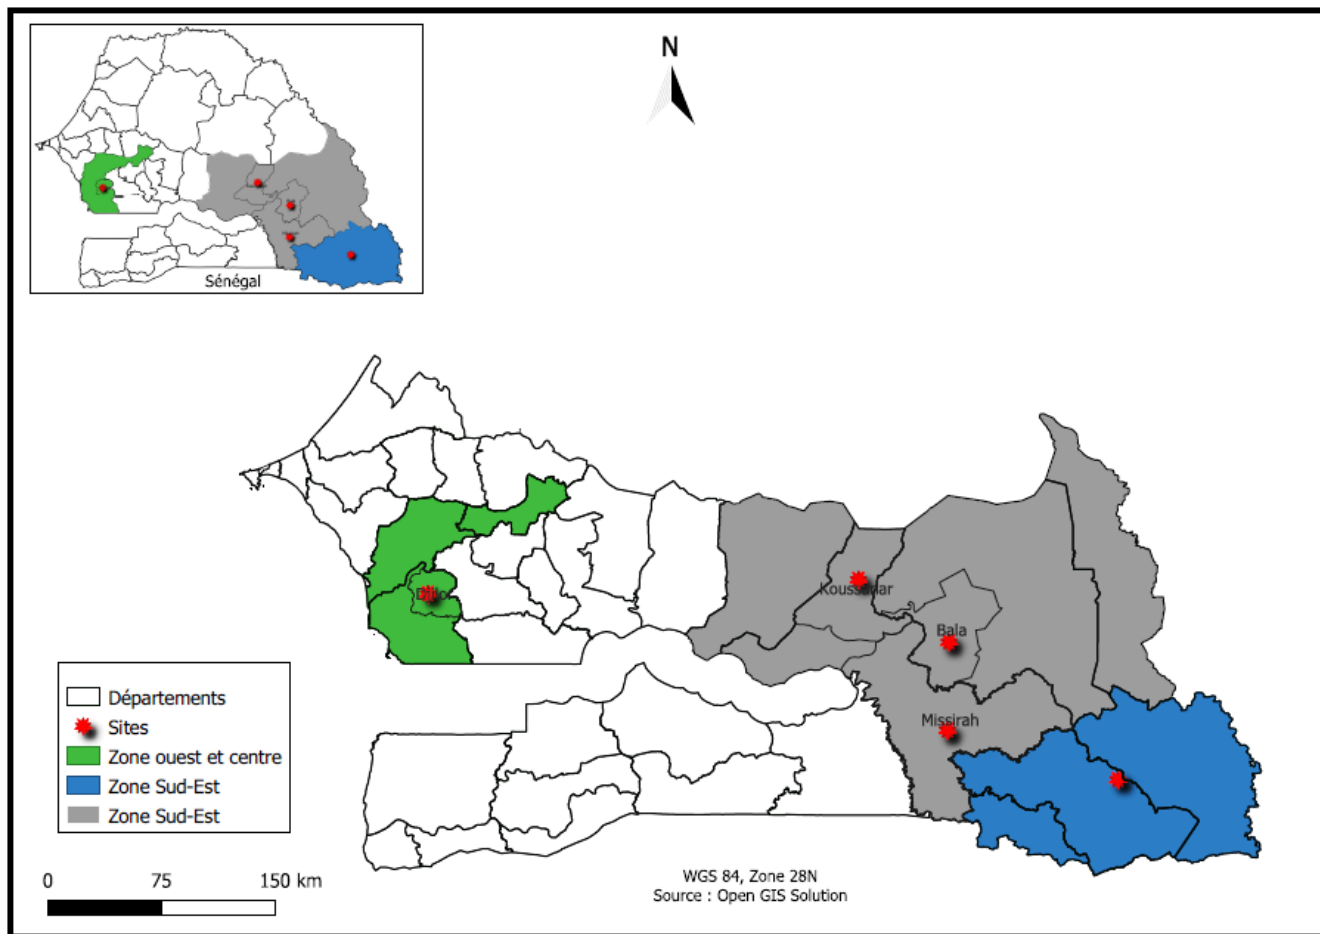 Sénégal
N
Koussanar
Bala
Missirah
Départements
Sites
Zone ouest et centre
Zone Sud-Est
Zone Sud-Est
0 75 150 km
WGS 84, Zone 28N
Source : Open GIS Solution